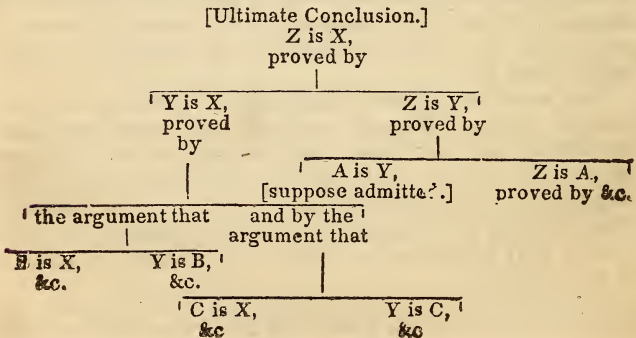 [Ultimate Conclusion.]
Z is X,
proved by
Y is X, Z is Y,
proved proved by
by
A is Y, Z is A,
[suppose admitted.] proved by &c.
the argument that and by the
argument that
B is X, Y is B,
&c. &c.
C is X, Y is C,
&c &c